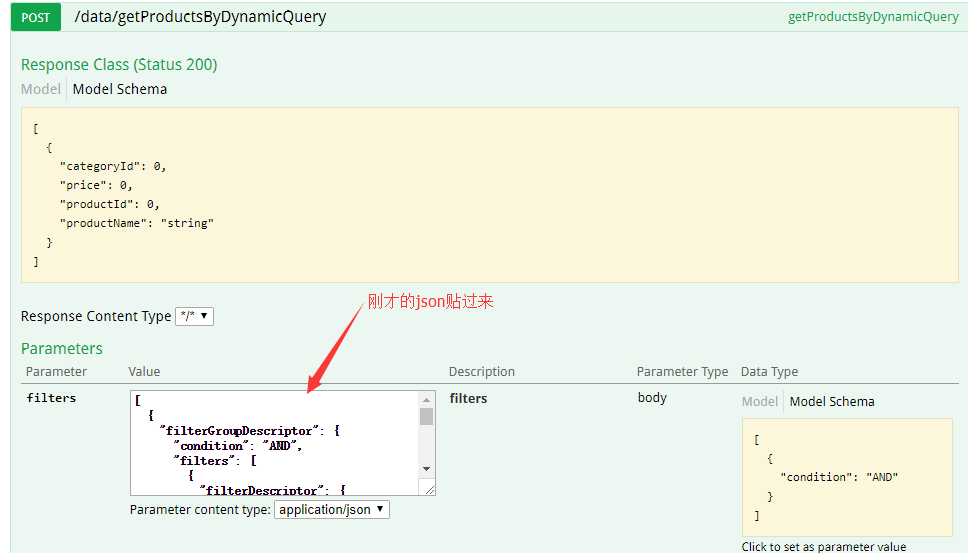 POST /data/getProductsByDynamicQuery getProductsByDynamicQuery
Response Class (Status 200)
Model Model Schema
[
{
"categoryId": 0,
"price": 0,
"productId": 0,
"productName": "string"
}
]
刚才的json贴过来
Response Content Type */*
Parameters
Parameter Value Description Parameter Type Data Type
filters
[
{
"filterGroupDescriptor": {
"condition": "AND",
"filters": [
{
"filterDescriptor": {
Parameter content type: application/json
filters
body
Model Model Schema
[
{
"condition": "AND"
}
]
Click to set as parameter value